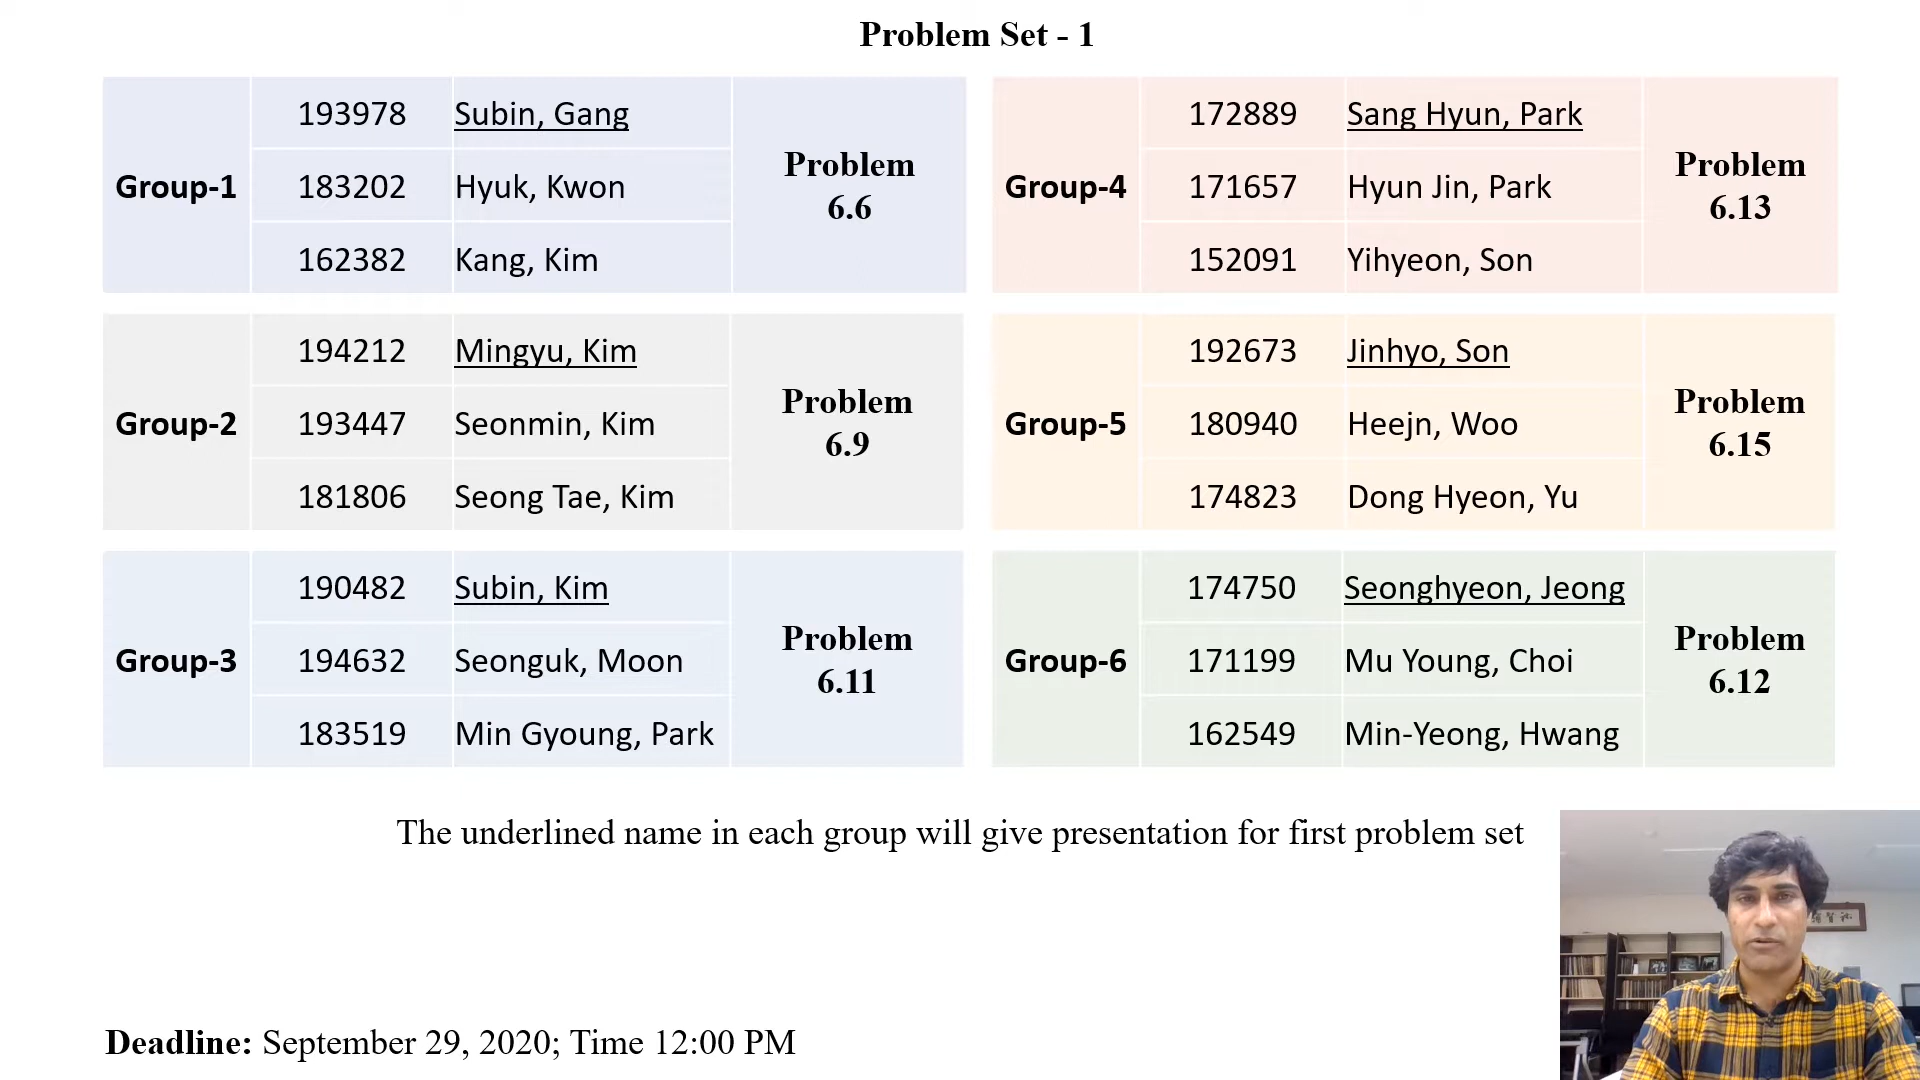 Problem Set - 1
Group-1
193978 Subin, Gang
183202 Hyuk, Kwon
162382 Kang, Kim
Problem
6.6
Group-2
194212 Mingyu, Kim
193447 Seonmin, Kim
181806 Seong Tae, Kim
Problem
6.9
Group-3
190482 Subin, Kim
194632 Seonguk, Moon
183519 Min Gyoung, Park
Problem
6.11
Group-4
172889 Sang Hyun, Park
171657 Hyun Jin, Park
152091 Yihyeon, Son
Problem
6.13
Group-5
192673 Jinhyo, Son
180940 Heejn, Woo
174823 Dong Hyeon, Yu
Problem
6.15
Group-6
174750 Seonghyeon, Jeong
171199 Mu Young, Choi
162549 Min-Yeong, Hwang
Problem
6.12
The underlined name in each group will give presentation for first problem set
Deadline: September 29, 2020; Time 12:00 PM